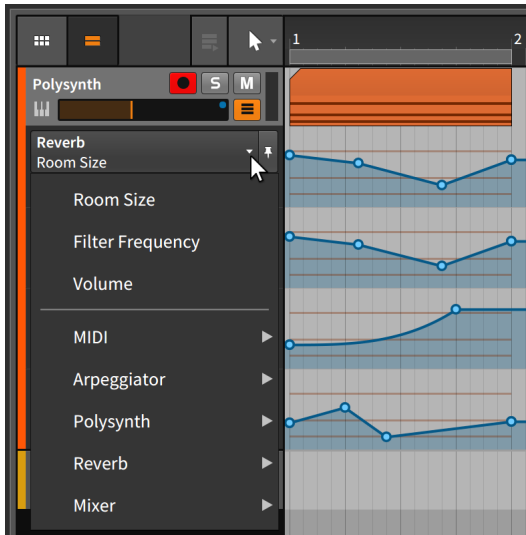 1
2
Polysynth
S
M
Reverb
Room Size
Room Size
Filter Frequency
Volume
MIDI
Arpeggiator
Polysynth
Reverb
Mixer